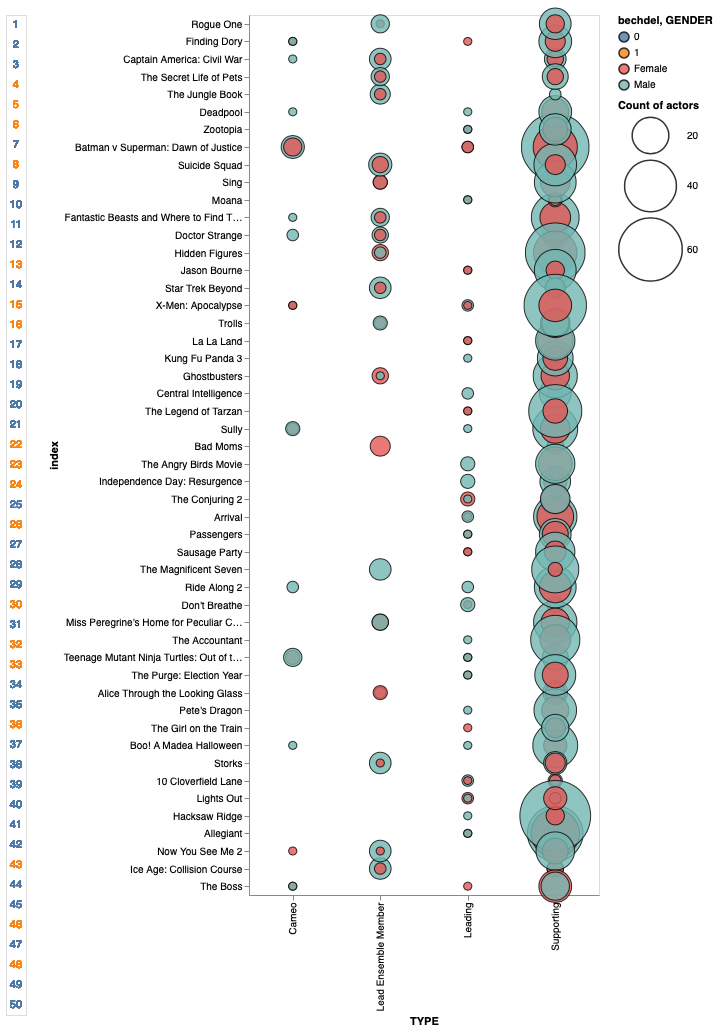 1
2
3
4
5
6
7
8
9
10
11
12
13
14
15
16
17
18
19
20
21
22
23
24
25
26
27
28
29
30
31
32
33
34
35
36
37
38
39
40
41
42
43
44
45
46
47
48
49
50
index
Rogue One
Finding Dory
Captain America: Civil War
The Secret Life of Pets
The Jungle Book
Deadpool
Zootopia
Batman v Superman: Dawn of Justice
Suicide Squad
Sing
Moana
Fantastic Beasts and Where to Find T…
Doctor Strange
Hidden Figures
Jason Bourne
Star Trek Beyond
X-Men: Apocalypse
Trolls
La La Land
Kung Fu Panda 3
Ghostbusters
Central Intelligence
The Legend of Tarzan
Sully
Bad Moms
The Angry Birds Movie
Independence Day: Resurgence
The Conjuring 2
Arrival
Passengers
Sausage Party
The Magnificent Seven
Ride Along 2
Don't Breathe
Miss Peregrine's Home for Peculiar C…
The Accountant
Teenage Mutant Ninja Turtles: Out of t…
The Purge: Election Year
Alice Through the Looking Glass
Pete's Dragon
The Girl on the Train
Boo! A Madea Halloween
Storks
10 Cloverfield Lane
Lights Out
Hacksaw Ridge
Allegiant
Now You See Me 2
Ice Age: Collision Course
The Boss
Cameo
Lead Ensemble Member
Leading
Supporting
TYPE
bechdel, GENDER
0
1
Female
Male
Count of actors
20
40
60